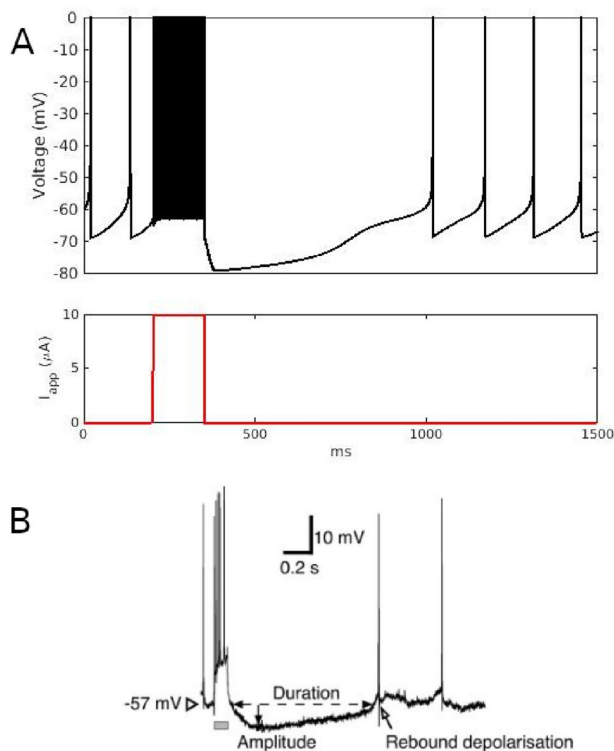 A
Voltage (mV)
0
-10
-20
-30
-40
-50
-60
-70
-80
I_app (μA)
10
5
0
0
500
1000
1500
ms
B
10 mV
0.2 s
-57 mV
Duration
Amplitude
Rebound depolarisation